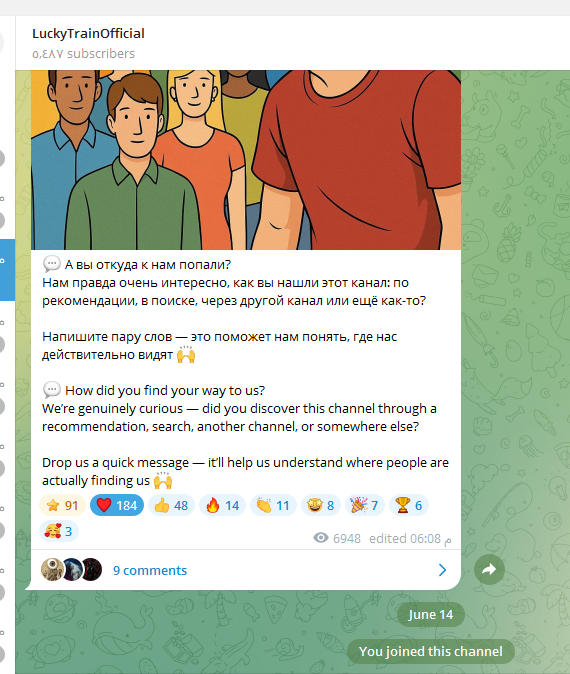 LuckyTrainOfficial
٥,٤٨٧ subscribers
💬 А вы откуда к нам попали?
Нам правда очень интересно, как вы нашли этот канал: по
рекомендации, в поиске, через другой канал или ещё как-то?
Напишите пару слов — это поможет нам понять, где нас
действительно видят 🙌
💬 How did you find your way to us?
We're genuinely curious — did you discover this channel through a
recommendation, search, another channel, or somewhere else?
Drop us a quick message — it'll help us understand where people are
actually finding us 🙌
⭐ 91 ❤️ 184 👍 48 🔥 14 👏 11 🤩 8 🎉 7 🏆 6
🥰 3
6948 edited 06:08 م
9 comments
June 14
You joined this channel